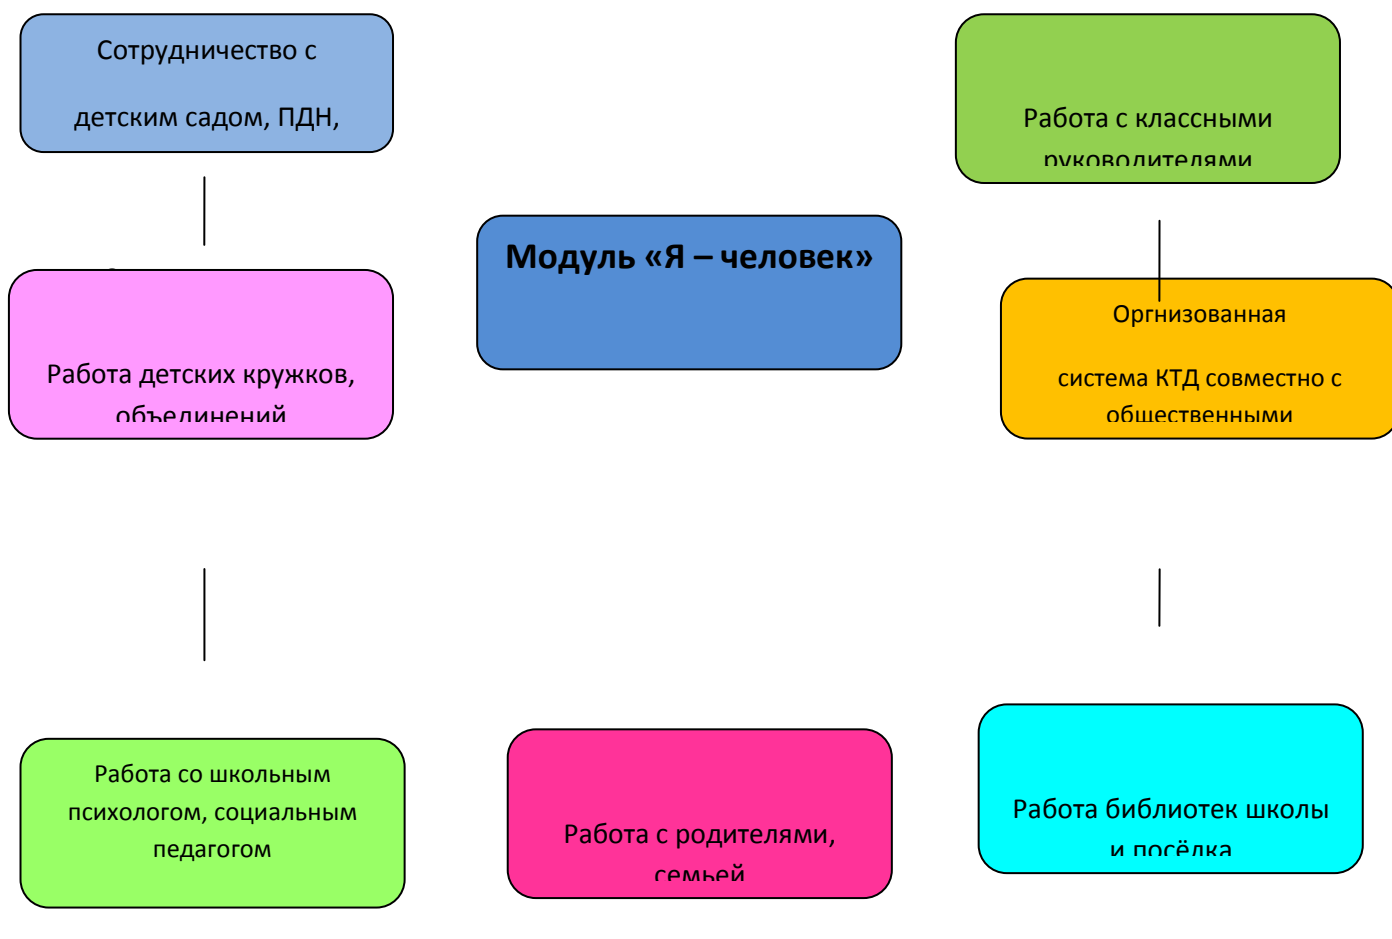 Сотрудничество с
детским садом, ПДН,
Работа с классными
руководителями
Модуль «Я – человек»
Работа детских кружков,
объединений
Оргнизованная
система КТД совместно с
общественными
Работа со школьным
психологом, социальным
педагогом
Работа с родителями,
семьей
Работа библиотек школы
и посёлка